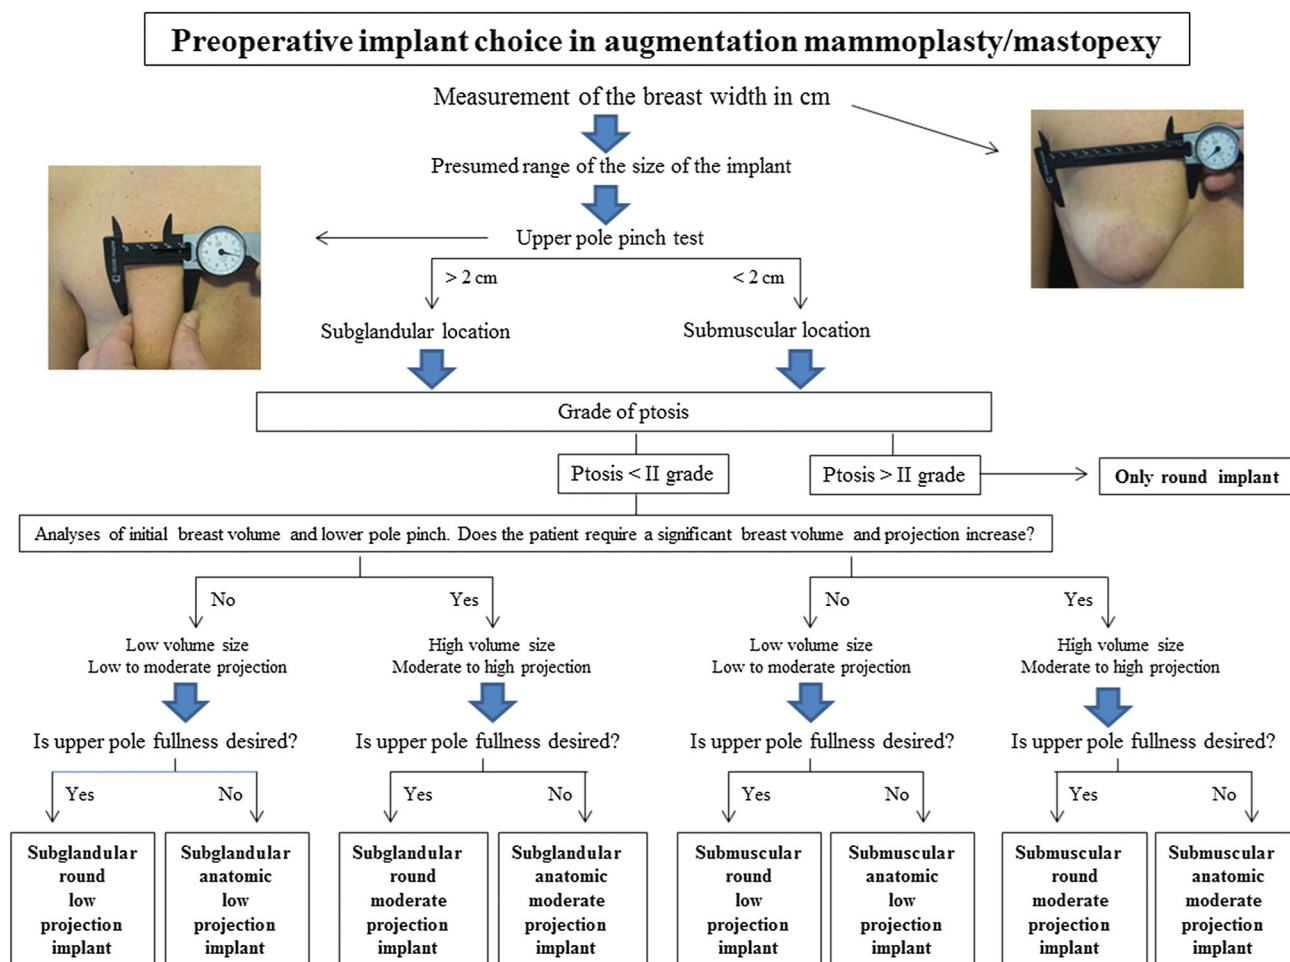 Preoperative implant choice in augmentation mammoplasty/mastopexy
Measurement of the breast width in cm
Presumed range of the size of the implant
Upper pole pinch test
> 2 cm
< 2 cm
Subglandular location
Submuscular location
Grade of ptosis
Ptosis < II grade
Ptosis > II grade
Only round implant
Analyses of initial breast volume and lower pole pinch. Does the patient require a significant breast volume and projection increase?
No
Yes
No
Yes
Low volume size
Low to moderate projection
High volume size
Moderate to high projection
Low volume size
Low to moderate projection
High volume size
Moderate to high projection
Is upper pole fullness desired?
Is upper pole fullness desired?
Is upper pole fullness desired?
Is upper pole fullness desired?
Yes
No
Yes
No
Yes
No
Yes
No
Subglandular
round
low
projection
implant
Subglandular
anatomic
low
projection
implant
Subglandular
round
moderate
projection
implant
Subglandular
anatomic
moderate
projection
implant
Submuscular
round
low
projection
implant
Submuscular
anatomic
low
projection
implant
Submuscular
round
moderate
projection
implant
Submuscular
anatomic
moderate
projection
implant